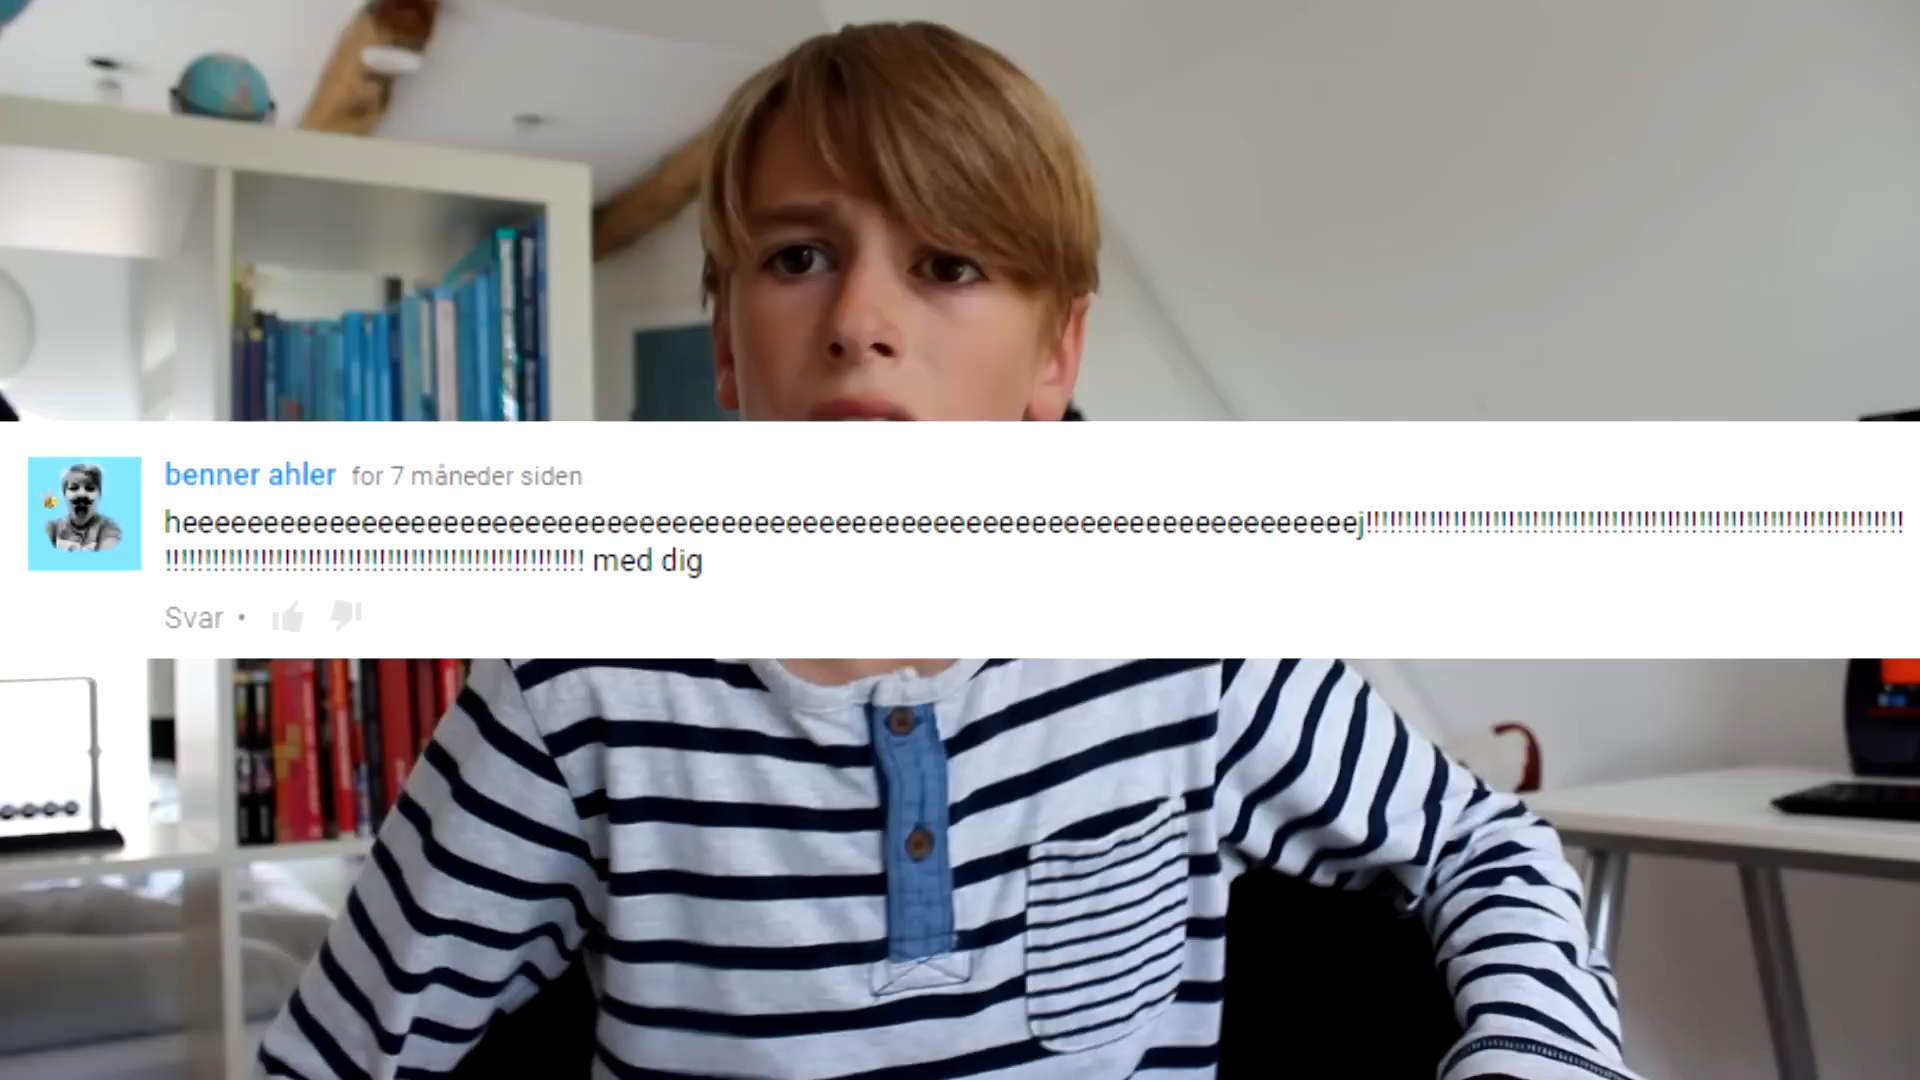 benner ahler for 7 måneder siden
heeeeeeeeeeeeeeeeeeeeeeeeeeeeeeeeeeeeeeeeeeeeeeeeeeeeeeeeeeeeeeeeeeeeeeeeej!!!!!!!!!!!!!!!!!!!!!!!!!!!!!!!!!!!!!!!!!!!!!!!!!!!!!!!!!!!!!!!!!!!!
!!!!!!!!!!!!!!!!!!!!!!!!!!!!!!!!!!!!!!!!!!!!!!!!!!!!! med dig
Svar •